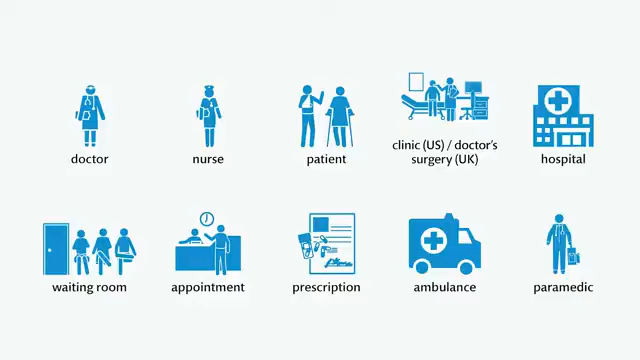 doctor
nurse
patient
clinic (US) / doctor's
surgery (UK)
hospital
waiting room
appointment
prescription
ambulance
paramedic